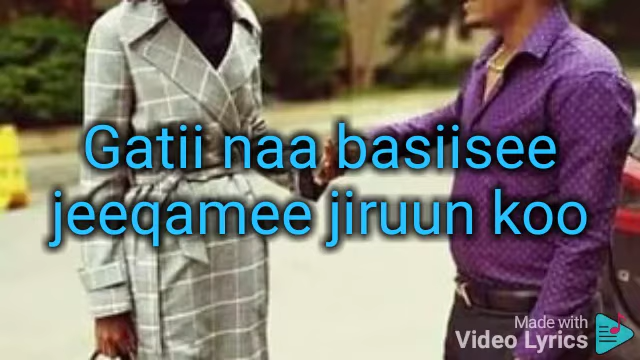 Gatii naa basiisee
jeeqamee jiruun koo
Made with
Video Lyrics